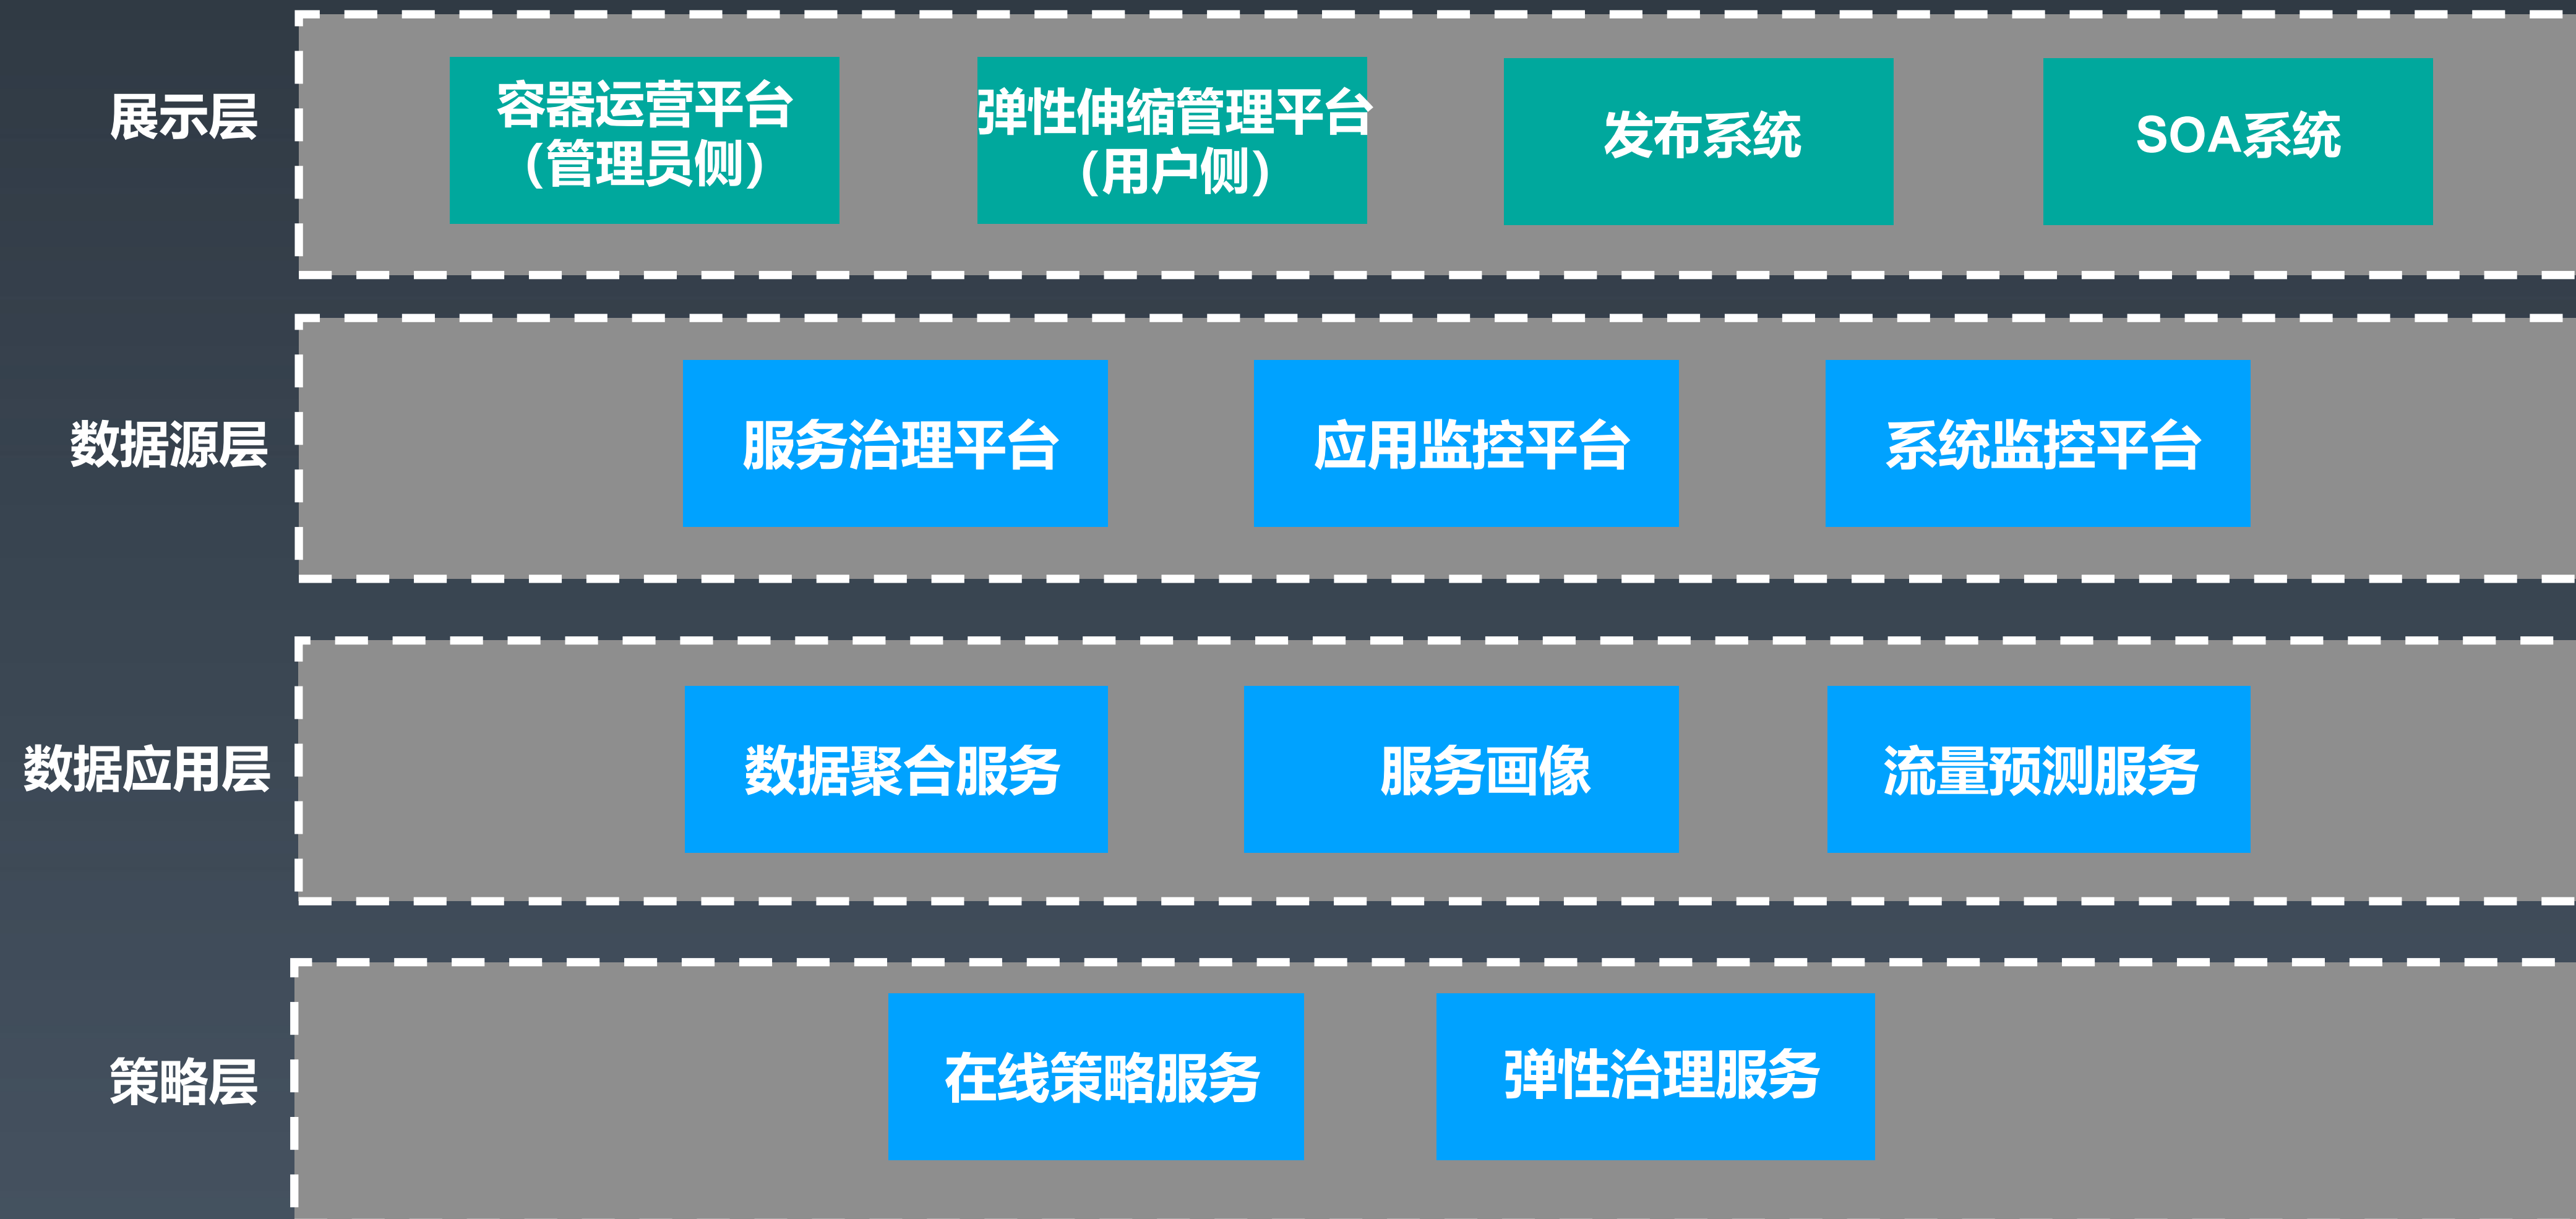 展示层
容器运营平台
（管理员侧）
弹性伸缩管理平台
（用户侧）
发布系统
SOA系统
数据源层
服务治理平台
应用监控平台
系统监控平台
数据应用层
数据聚合服务
服务画像
流量预测服务
策略层
在线策略服务
弹性治理服务